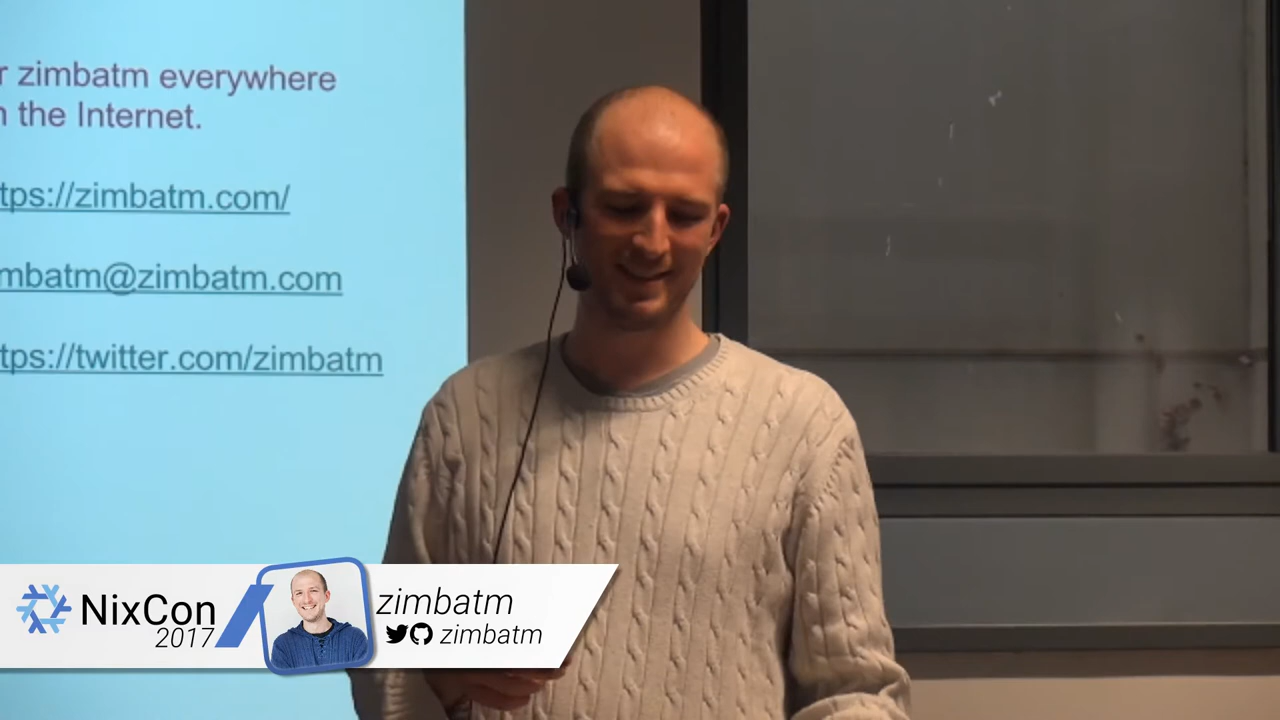 r zimbatm everywhere
n the Internet.
tps://zimbatm.com/
mbatm@zimbatm.com
tps://twitter.com/zimbatm
NixCon
2017
zimbatm
zimbatm